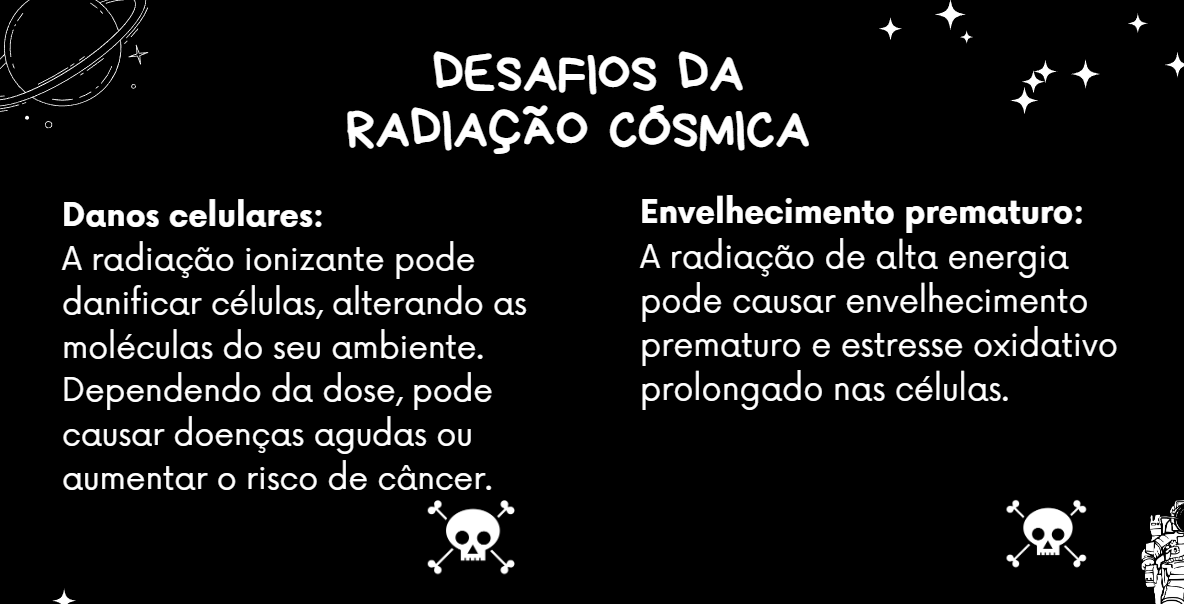 DESAFIOS DA
RADIAÇÃO CÓSMICA
Danos celulares:
A radiação ionizante pode
danificar células, alterando as
moléculas do seu ambiente.
Dependendo da dose, pode
causar doenças agudas ou
aumentar o risco de câncer.
Envelhecimento prematuro:
A radiação de alta energia
pode causar envelhecimento
prematuro e estresse oxidativo
prolongado nas células.